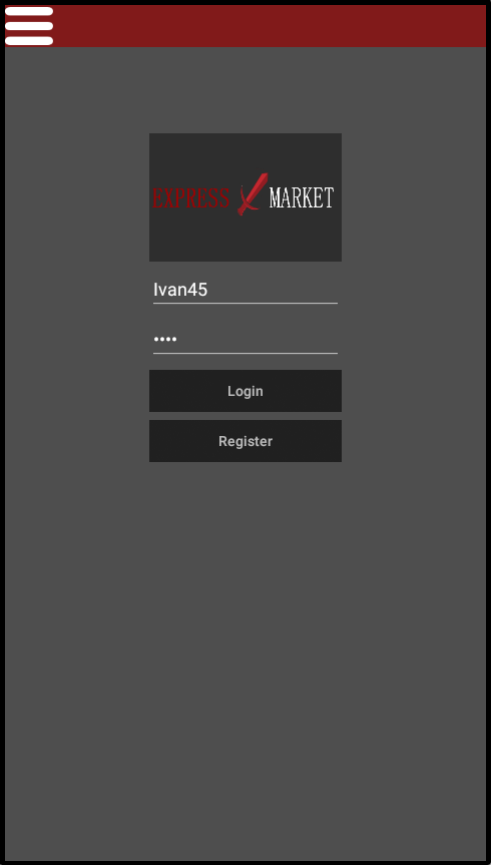 EXPRESS MARKET
Ivan45
••••
Login
Register